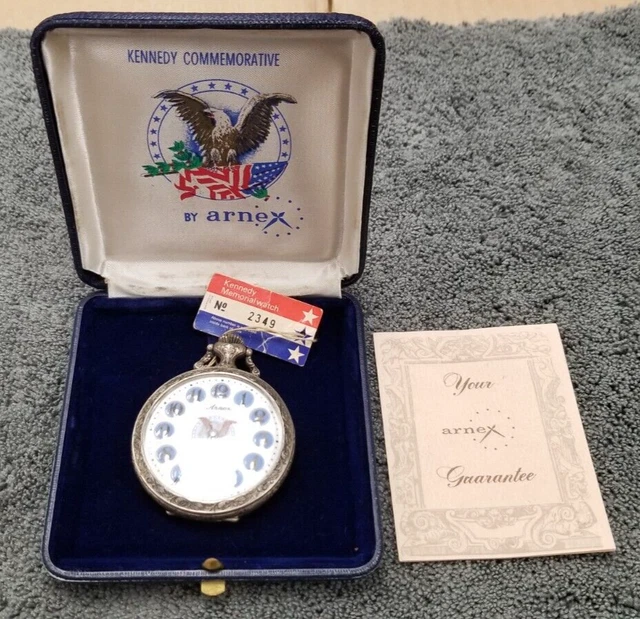 KENNEDY COMMEMORATIVE
BY arnex
Kennedy
Memorialwatch
No 2349
Arnex
Your
arnex
Guarantee